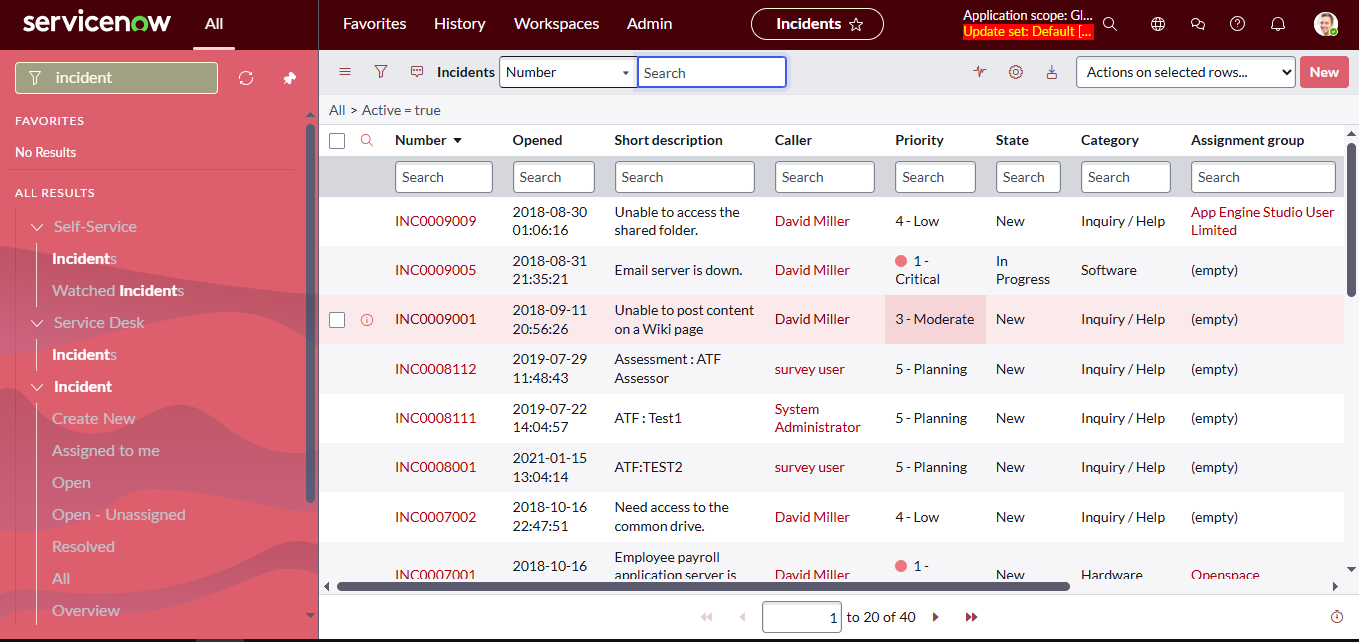 servicenow
All
Favorites
History
Workspaces
Admin
Incidents
Application scope: Gl...
Update set: Default [...
incident
FAVORITES
No Results
ALL RESULTS
Self-Service
Incidents
Watched Incidents
Service Desk
Incidents
Incident
Create New
Assigned to me
Open
Open - Unassigned
Resolved
All
Overview
Incidents
Number
Search
Actions on selected rows...
New
All > Active = true
Number Opened Short description Caller Priority State Category Assignment group
Search Search Search Search Search Search Search Search
INC0009009
2018-08-30
01:06:16
Unable to access the
shared folder.
David Miller
4 - Low
New
Inquiry / Help
App Engine Studio User
Limited
INC0009005
2018-08-31
21:35:21
Email server is down.
David Miller
1 -
Critical
In
Progress
Software
(empty)
INC0009001
2018-09-11
20:56:26
Unable to post content
on a Wiki page
David Miller
3 - Moderate
New
Inquiry / Help
(empty)
INC0008112
2019-07-29
11:48:43
Assessment : ATF
Assessor
survey user
5 - Planning
New
Inquiry / Help
(empty)
INC0008111
2019-07-22
14:04:57
ATF : Test1
System
Administrator
5 - Planning
New
Inquiry / Help
(empty)
INC0008001
2021-01-15
13:04:14
ATF:TEST2
survey user
5 - Planning
New
Inquiry / Help
(empty)
INC0007002
2018-10-16
22:47:51
Need access to the
common drive.
David Miller
4 - Low
New
Inquiry / Help
(empty)
INC0007001
2018-10-16
Employee payroll
application server is
David Miller
1 -
New
Hardware
Openspace
1 to 20 of 40